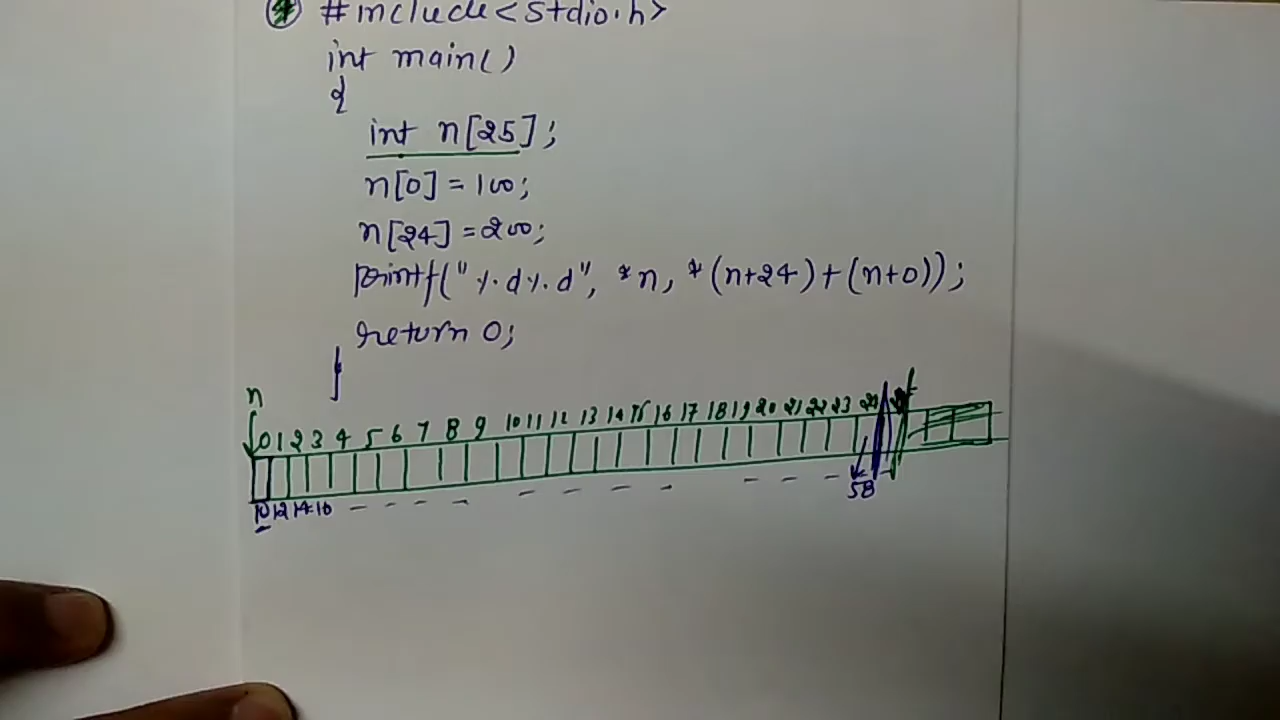 #include<stdio.h>
int main()
{
int n[25];
n[0] = 100;
n[24] = 200;
printf("%d%d", *n, *(n+24)+(n+0));
return 0;
}
n
0 1 2 3 4 5 6 7 8 9 10 11 12 13 14 15 16 17 18 19 20 21 22 23 24
10 12 14 16 58